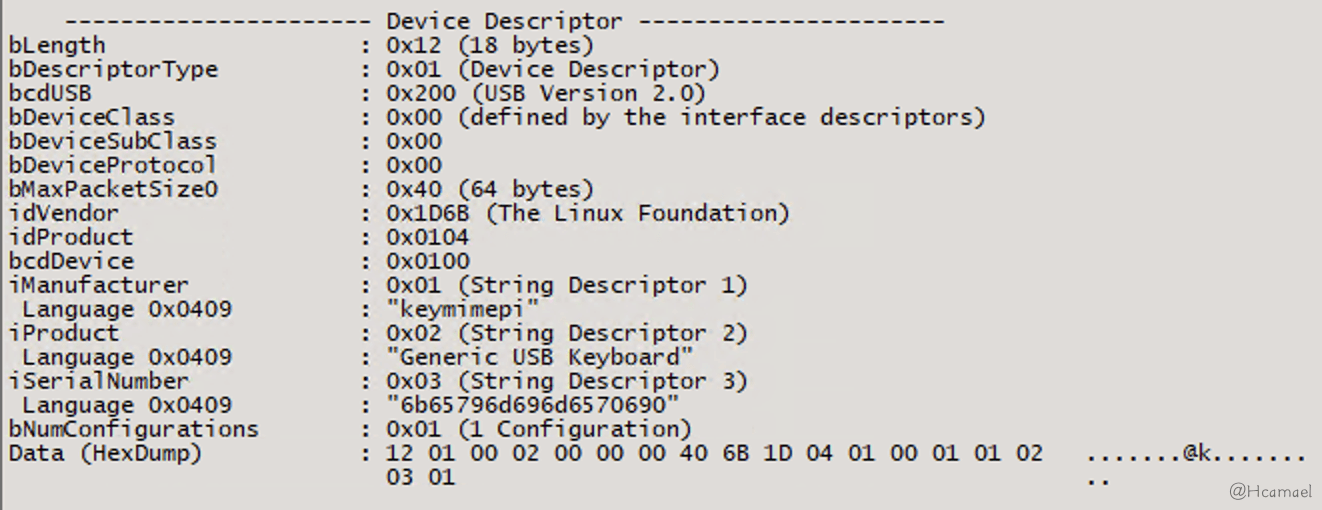 ---------------------- Device Descriptor ----------------------
bLength : 0x12 (18 bytes)
bDescriptorType : 0x01 (Device Descriptor)
bcdUSB : 0x200 (USB Version 2.0)
bDeviceClass : 0x00 (defined by the interface descriptors)
bDeviceSubClass : 0x00
bDeviceProtocol : 0x00
bMaxPacketSize0 : 0x40 (64 bytes)
idVendor : 0x1D6B (The Linux Foundation)
idProduct : 0x0104
bcdDevice : 0x0100
iManufacturer : 0x01 (String Descriptor 1)
Language 0x0409 : "keymimepi"
iProduct : 0x02 (String Descriptor 2)
Language 0x0409 : "Generic USB Keyboard"
iSerialNumber : 0x03 (String Descriptor 3)
Language 0x0409 : "6b65796d696d6570690"
bNumConfigurations : 0x01 (1 Configuration)
Data (HexDump) : 12 01 00 02 00 00 00 40 6B 1D 04 01 00 01 01 02 .......@k.......
03 01 ..
@Hcamael